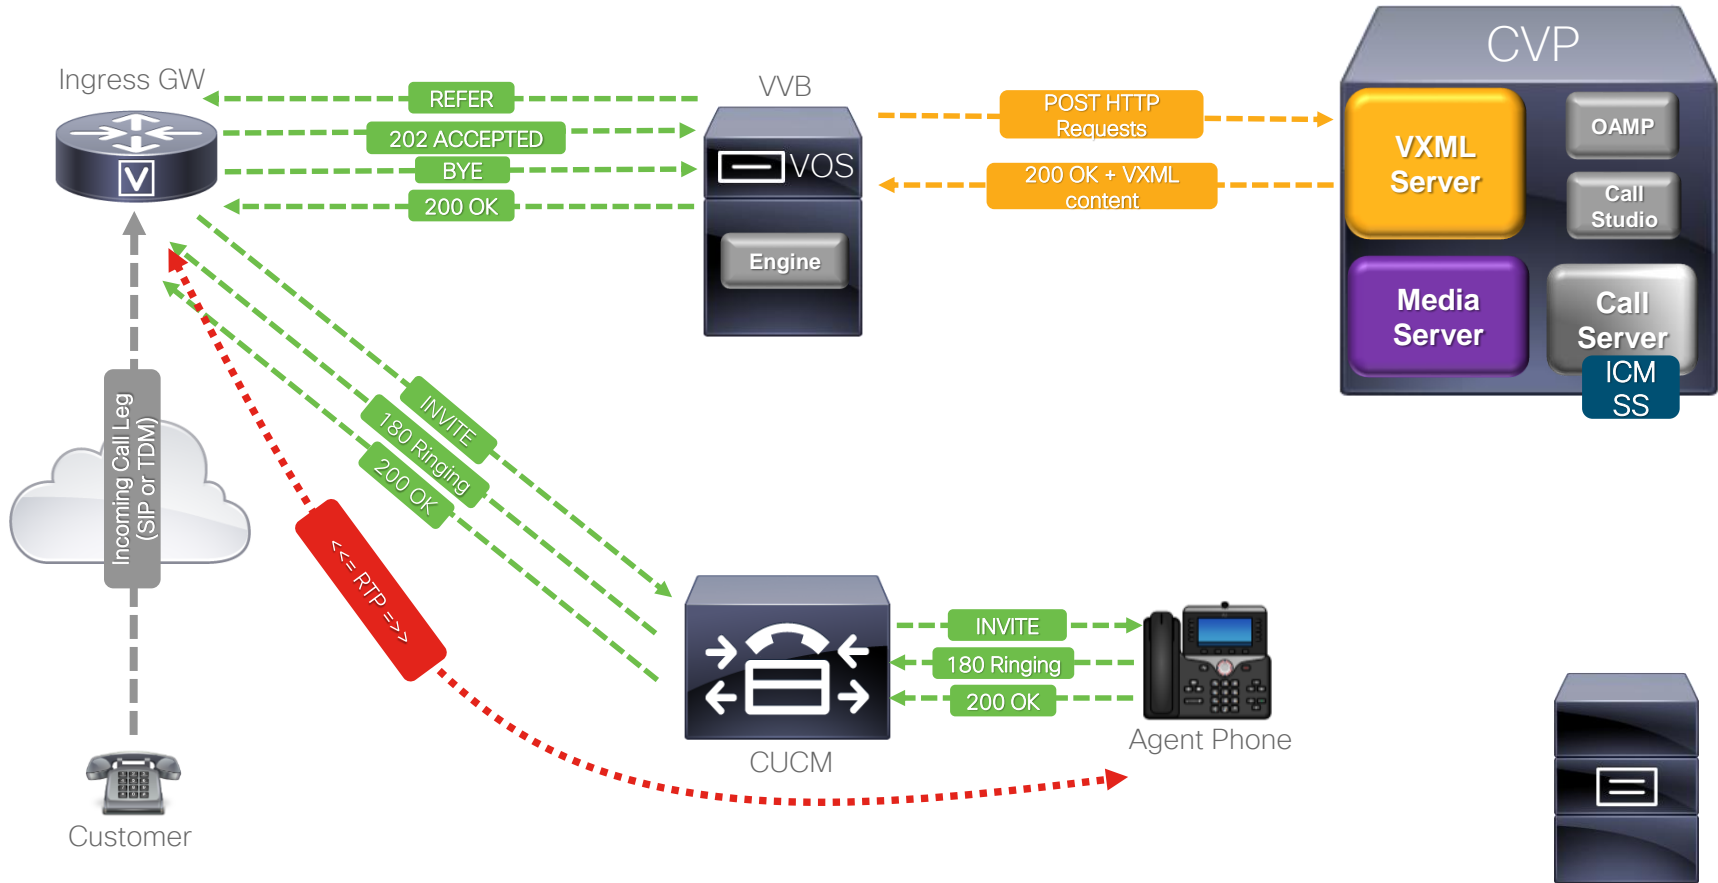 CVP
Ingress GW
VVB
REFER
POST HTTP
Requests
202 ACCEPTED
OAMP
VXML
Server
BYE
VOS
200 OK + VXML
content
200 OK
Call
Studio
V
Engine
Media
Server
Call
Server
ICM
SS
INVITE
180 Ringing
200 OK
Incoming Call Leg
(SIP or TDM)
<<= RTP =>>
INVITE
180 Ringing
200 OK
Agent Phone
CUCM
Customer